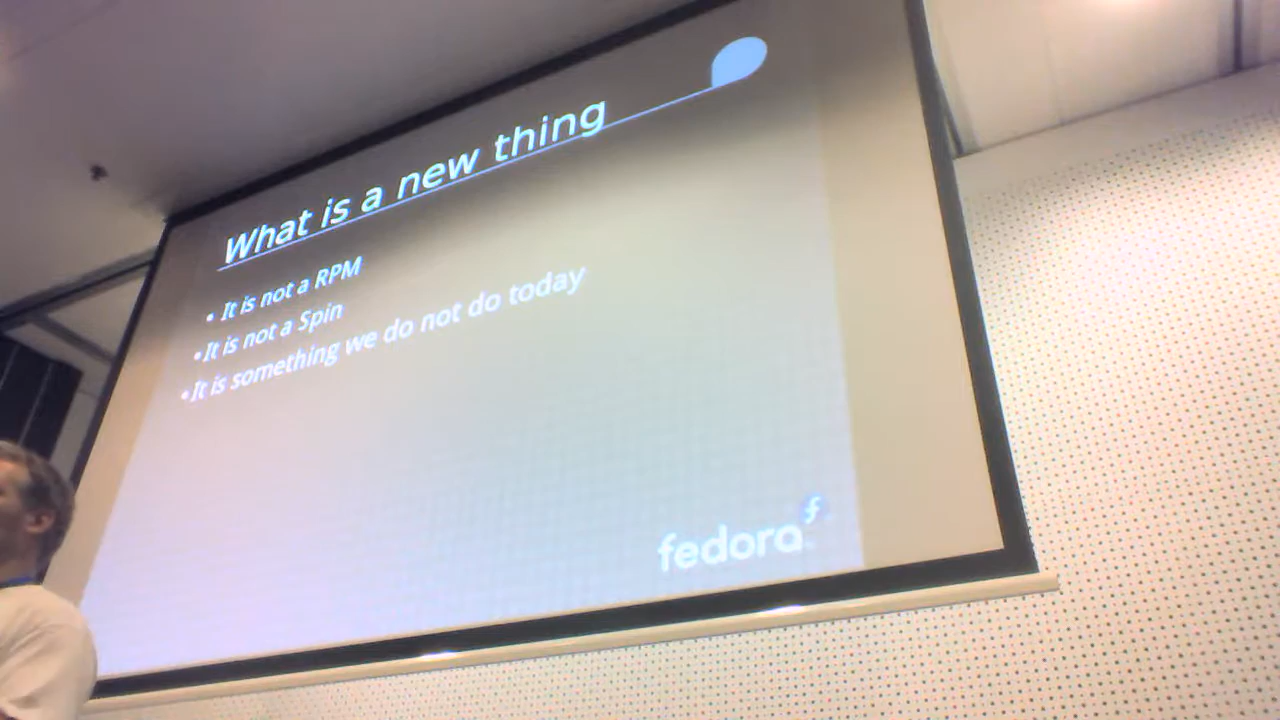 What is a new thing
• It is not a RPM
• It is not a Spin
• It is something we do not do today
fedora